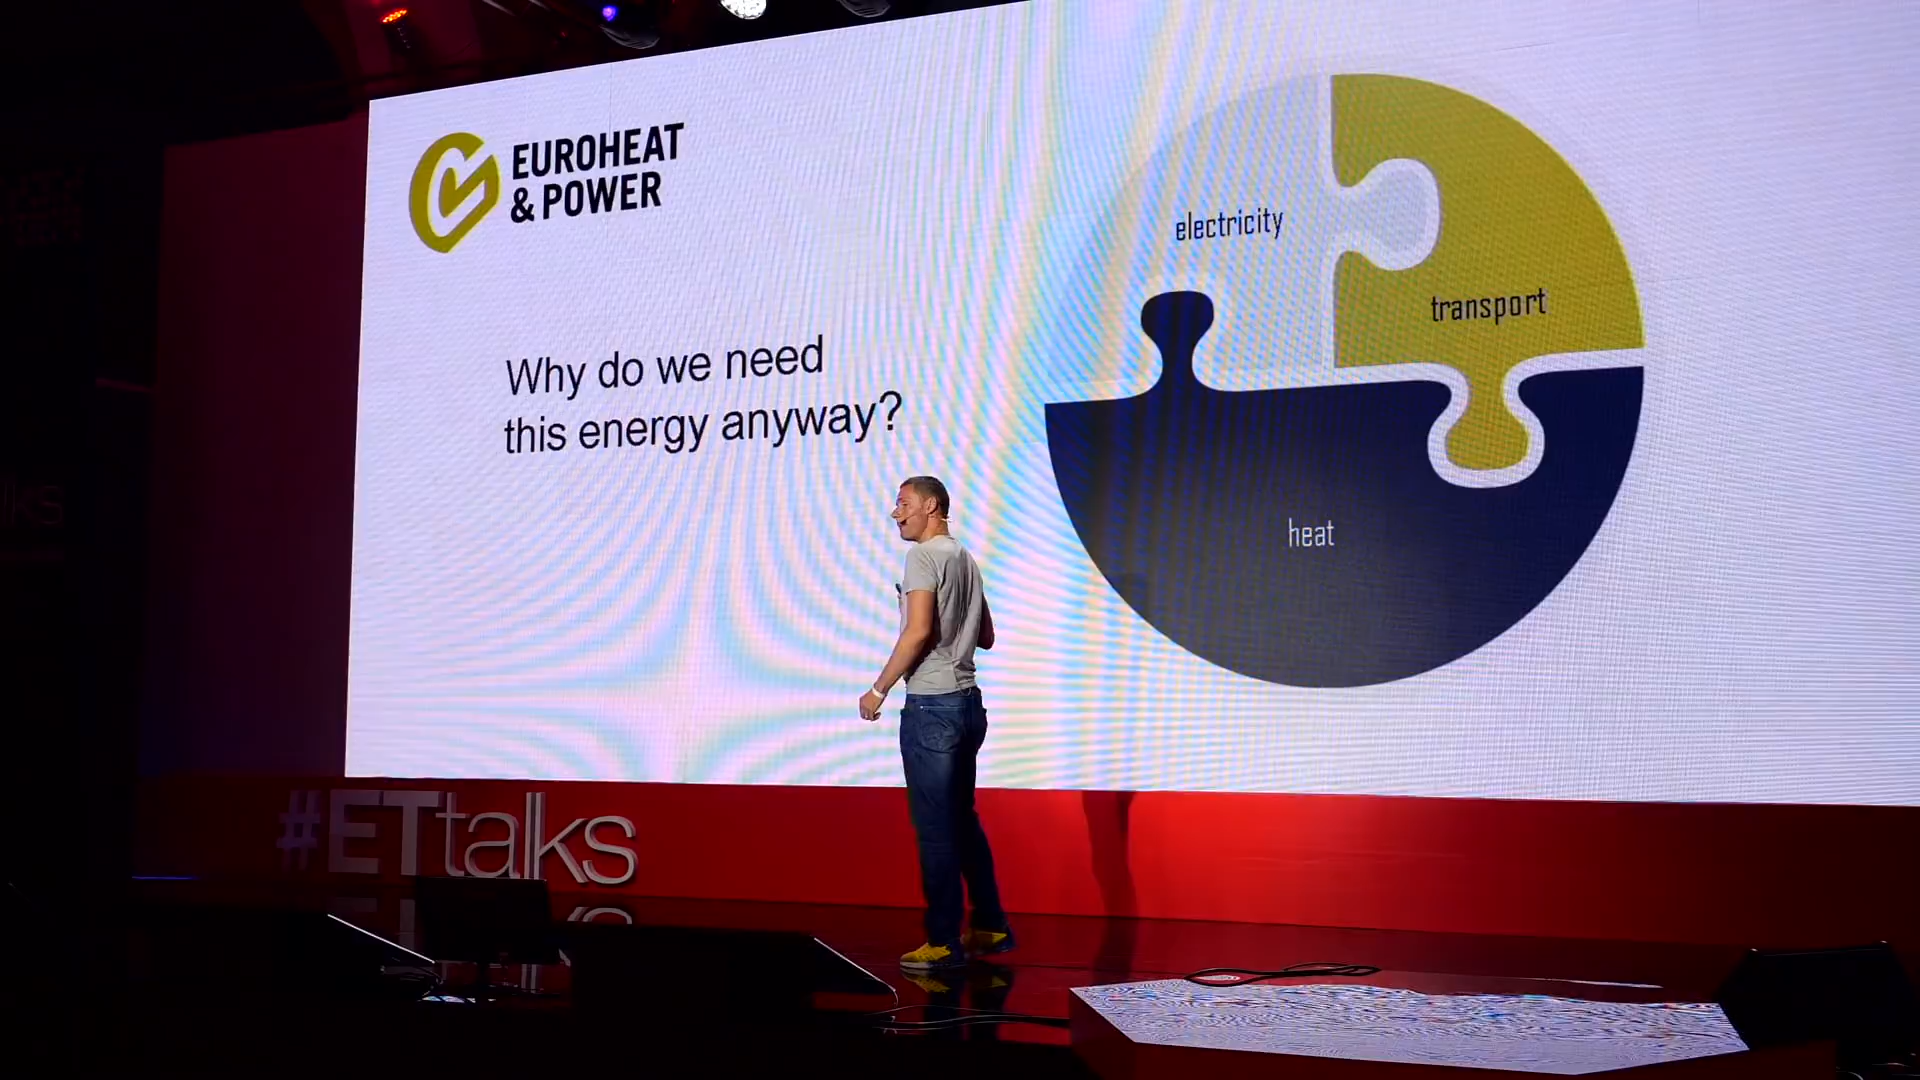 EUROHEAT
& POWER
Why do we need
this energy anyway?
electricity
transport
heat
#ETtalks